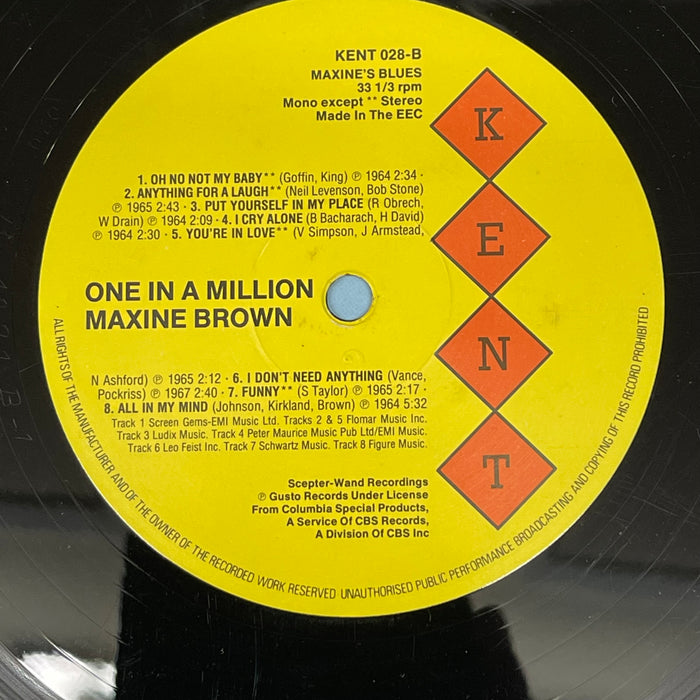 KENT 028-B
MAXINE'S BLUES
33 1/3 rpm
Mono except ** Stereo
Made In The EEC
K
E
N
T
1. OH NO NOT MY BABY** (Goffin, King) ℗ 1964 2:34 ·
2. ANYTHING FOR A LAUGH** (Neil Levenson, Bob Stone)
℗ 1965 2:43 · 3. PUT YOURSELF IN MY PLACE (R Obrech,
W Drain) ℗ 1964 2:09 · 4. I CRY ALONE (B Bacharach, H David)
℗ 1964 2:30 · 5. YOU'RE IN LOVE** (V Simpson, J Armstead,
ONE IN A MILLION
MAXINE BROWN
N Ashford) ℗ 1965 2:12 · 6. I DON'T NEED ANYTHING (Vance,
Pockriss) ℗ 1967 2:40 · 7. FUNNY** (S Taylor) ℗ 1965 2:17 ·
8. ALL IN MY MIND (Johnson, Kirkland, Brown) ℗ 1964 5:32
Track 1 Screen Gems-EMI Music Ltd. Tracks 2 & 5 Flomar Music Inc.
Track 3 Ludix Music. Track 4 Peter Maurice Music Pub Ltd/EMI Music.
Track 6 Leo Feist Inc. Track 7 Schwartz Music. Track 8 Figure Music.
Scepter-Wand Recordings
℗ Gusto Records Under License
From Columbia Special Products,
A Service Of CBS Records,
A Division Of CBS Inc
· ALL RIGHTS OF THE MANUFACTURER AND OF THE OWNER OF THE RECORDED WORK RESERVED UNAUTHORISED PUBLIC PERFORMANCE BROADCASTING AND COPYING OF THIS RECORD PROHIBITED ·